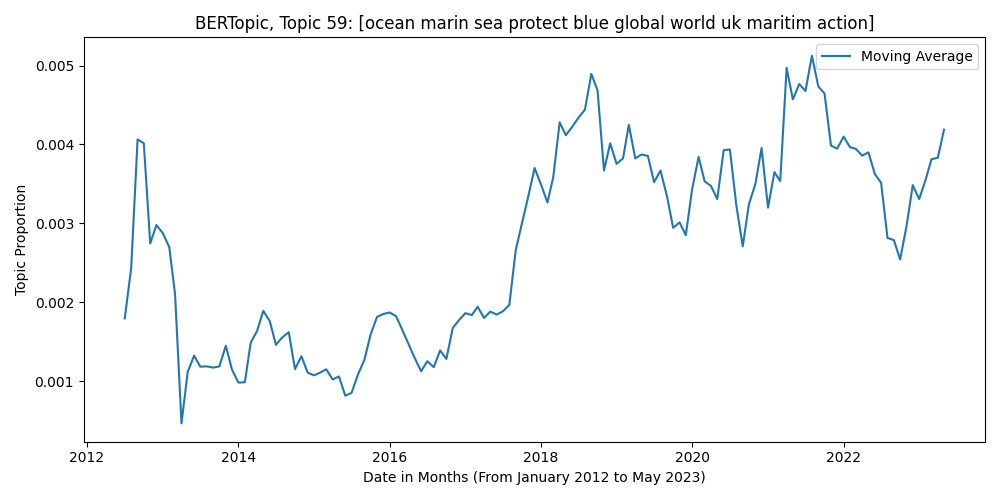 BERTopic, Topic 59: [ocean marin sea protect blue global world uk maritim action]
Moving Average
0.005
0.004
0.003
0.002
0.001
Topic Proportion
2012
2014
2016
2018
2020
2022
Date in Months (From January 2012 to May 2023)